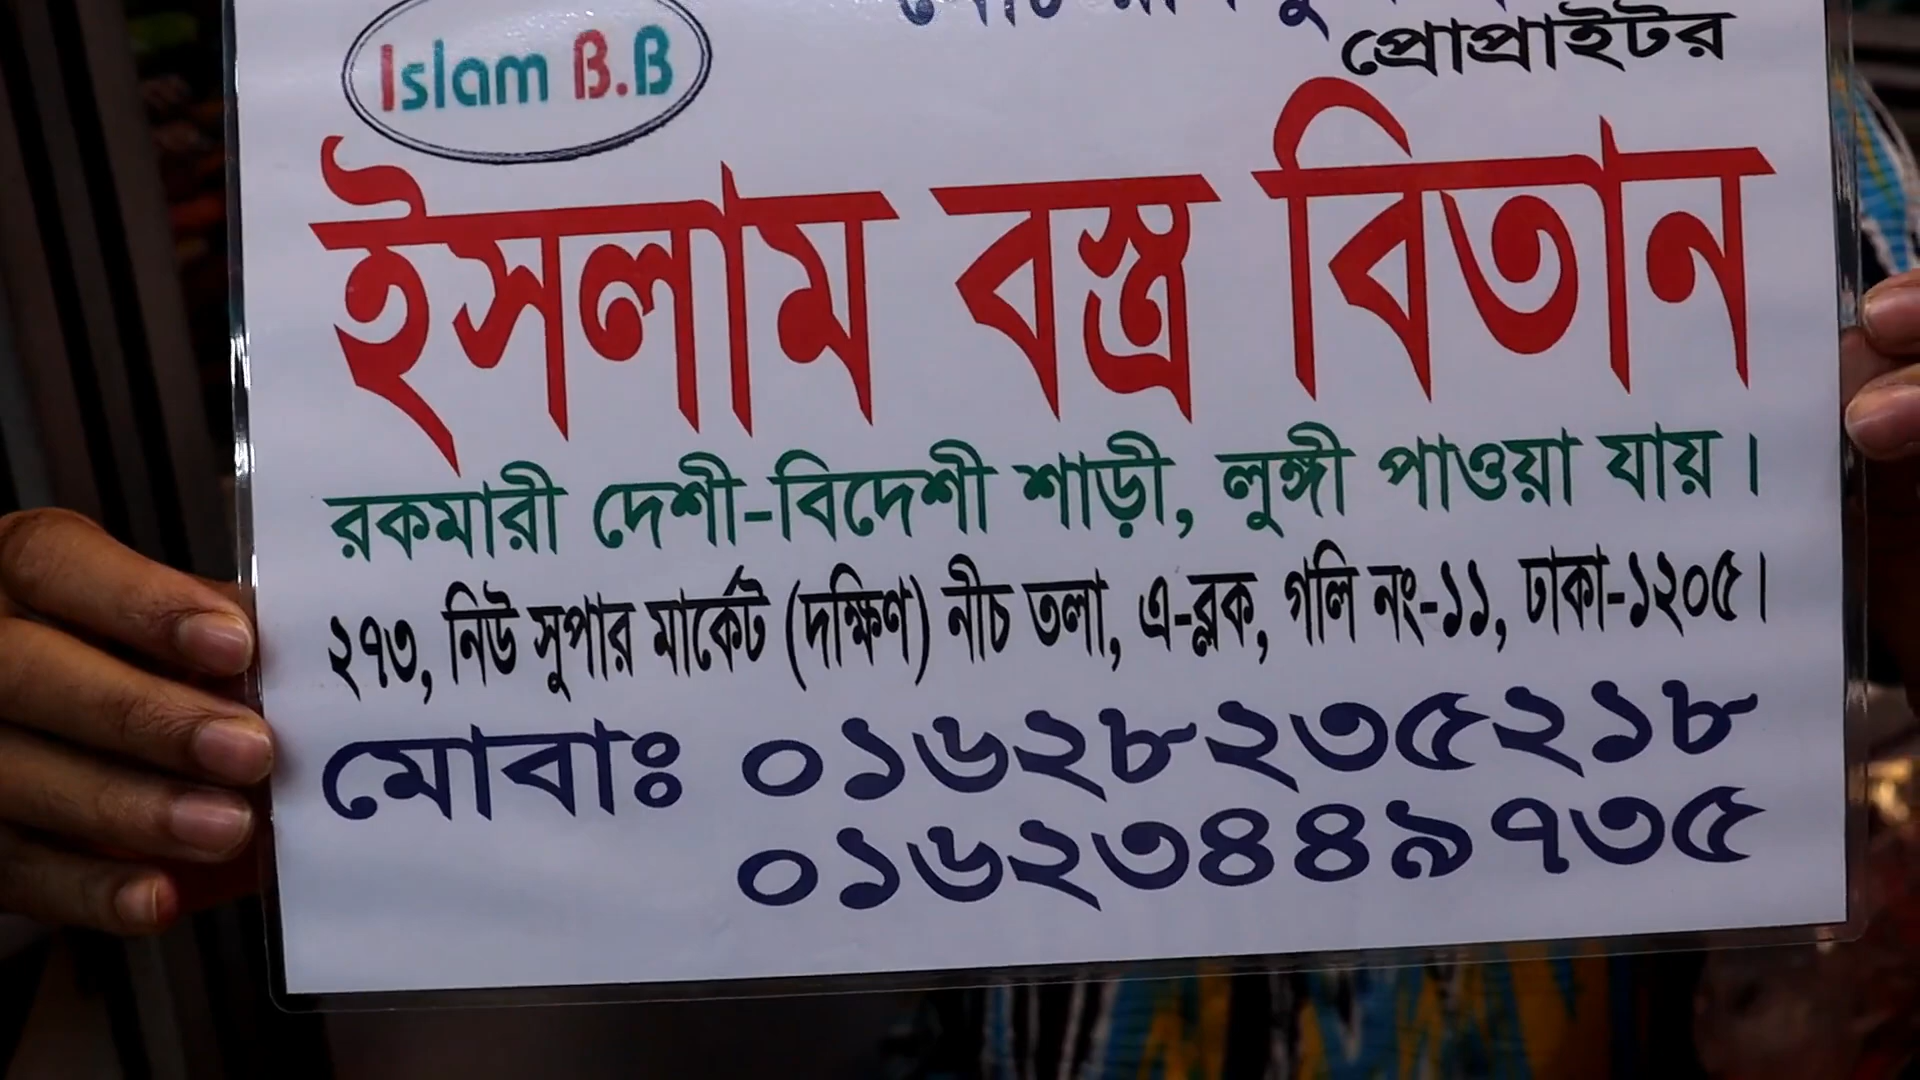 Islam B.B
প্রোপ্রাইটর
ইসলাম বস্ত্র বিতান
রকমারী দেশী-বিদেশী শাড়ী, লুঙ্গী পাওয়া যায়।
২৭৩, নিউ সুপার মার্কেট (দক্ষিণ) নীচ তলা, এ-ব্লক, গলি নং-১১, ঢাকা-১২০৫।
মোবাঃ ০১৬২৮২৩৫২১৮
০১৬২৩৪৪৯৭৩৫